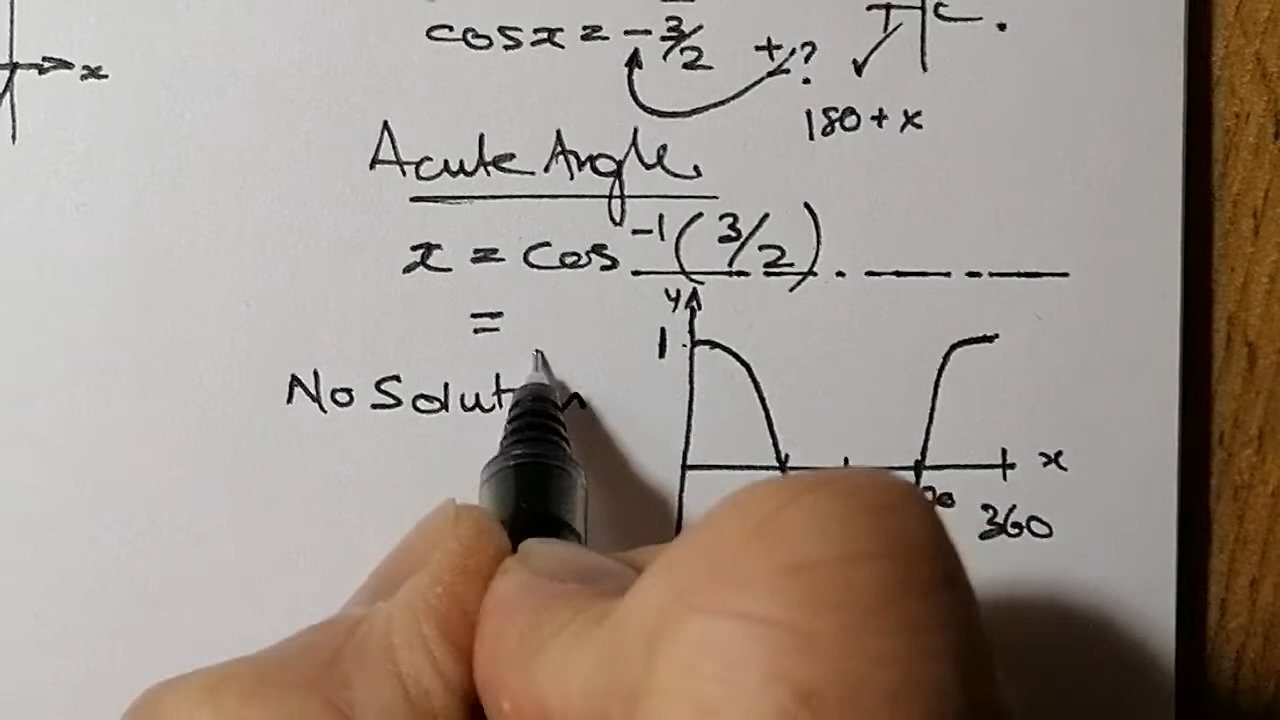 cos x = - 3/2 +/- ?
T C
180 + x
x
Acute Angle
x = cos -1 (3/2)
=
y
1
No Solut
x
360